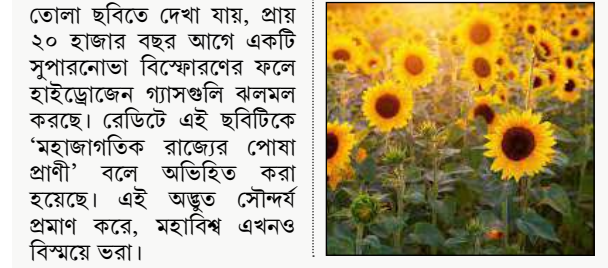 তোলা ছবিতে দেখা যায়, প্রায়
২০ হাজার বছর আগে একটি
সুপারনোভা বিস্ফোরণের ফলে
হাইড্রোজেন গ্যাসগুলি ঝলমল
করছে। রেডিটে এই ছবিটিকে
‘মহাজাগতিক রাজ্যের পোষা
প্রাণী’ বলে অভিহিত করা
হয়েছে। এই অদ্ভুত সৌন্দর্য
প্রমাণ করে, মহাবিশ্ব এখনও
বিস্ময়ে ভরা।